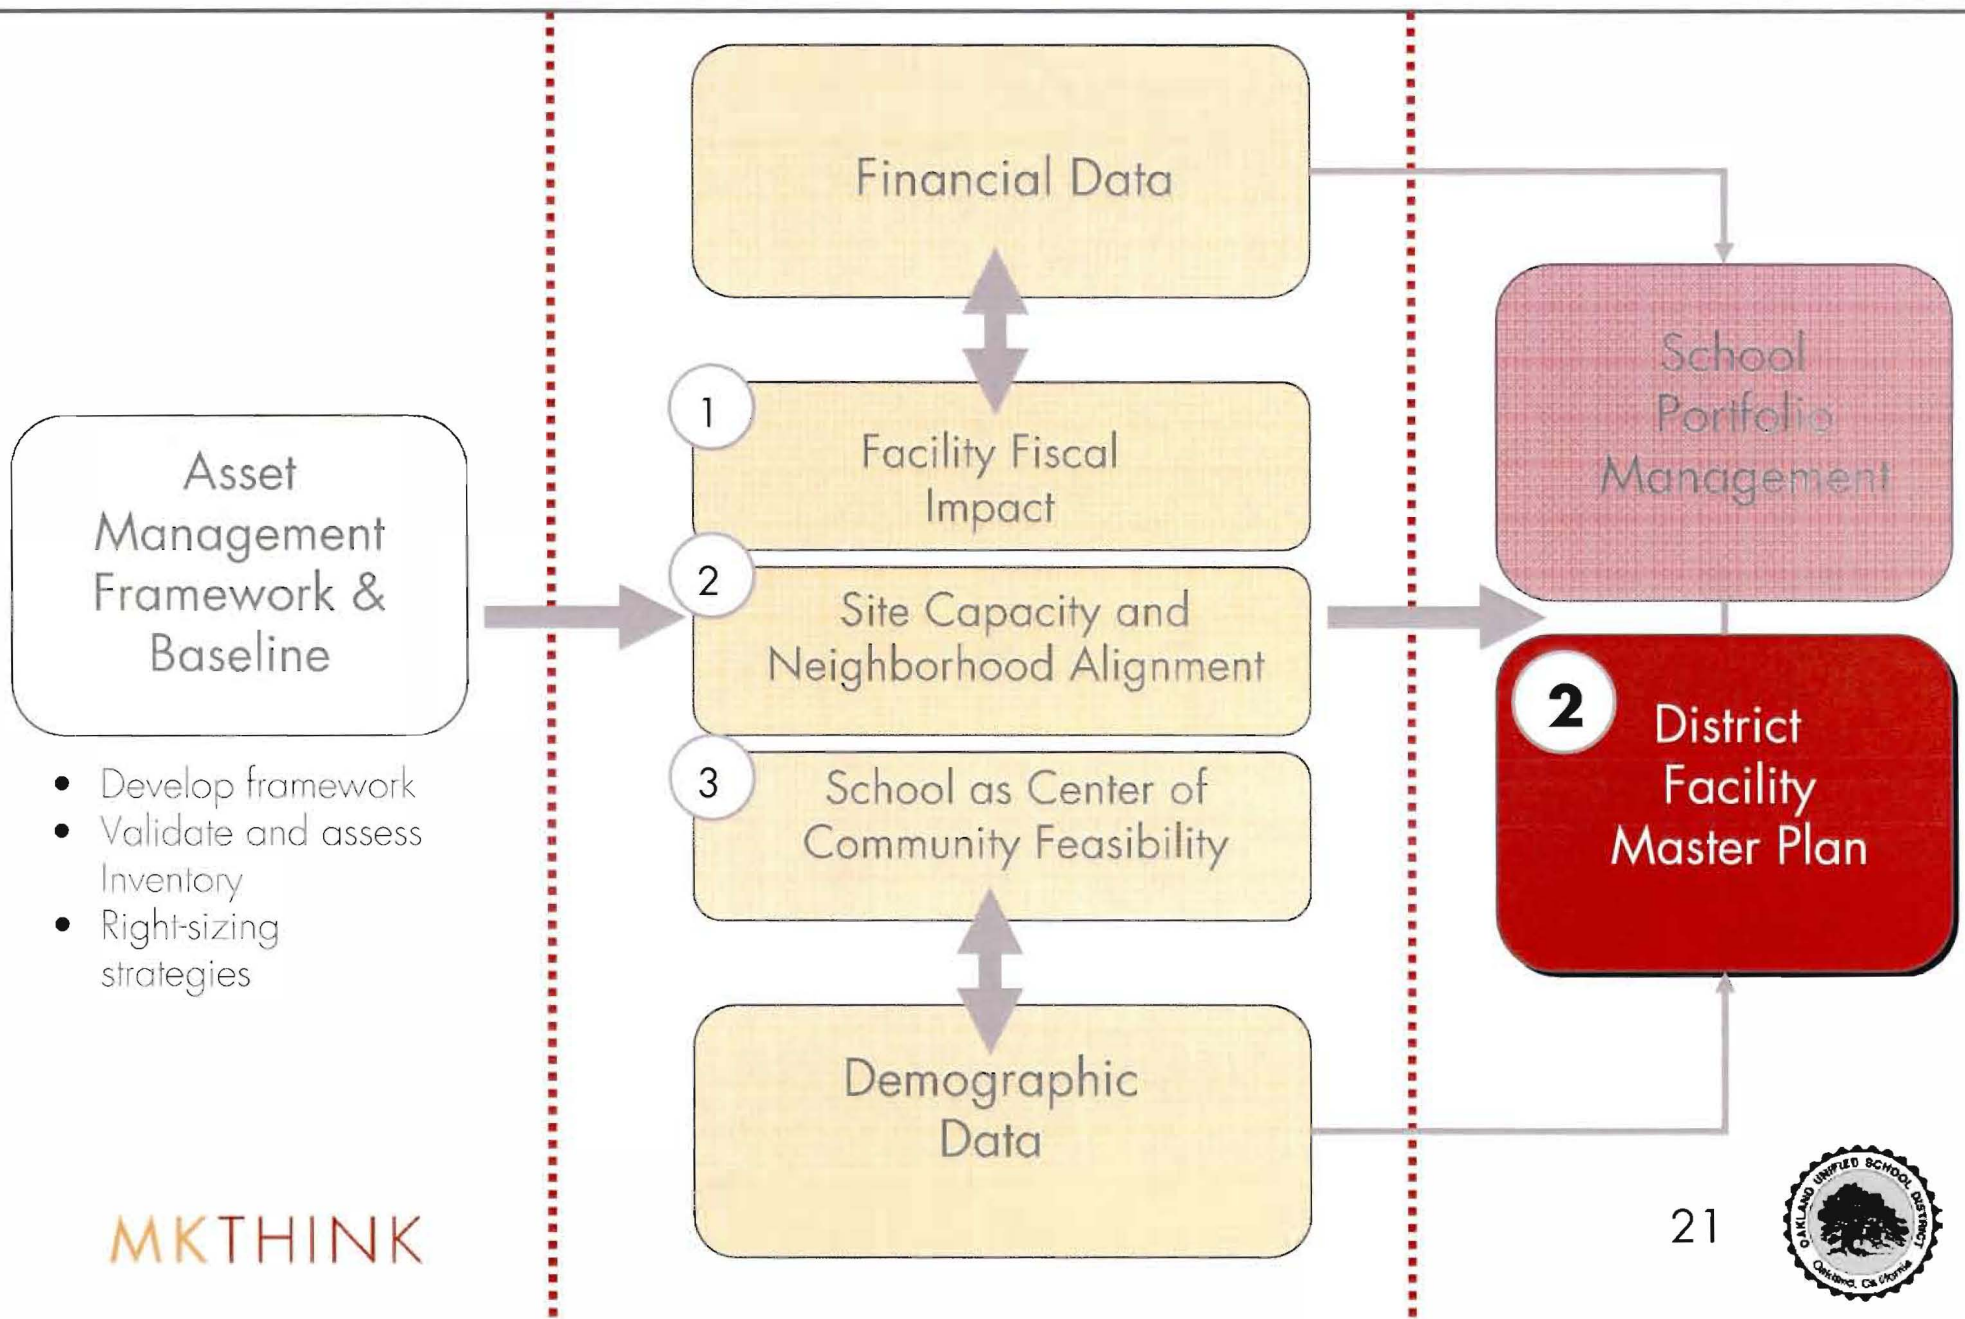 Asset
Management
Framework &
Baseline
• Develop framework
• Validate and assess
Inventory
• Right-sizing
strategies
Financial Data
1
Facility Fiscal
Impact
2
Site Capacity and
Neighborhood Alignment
3
School as Center of
Community Feasibility
Demographic
Data
School
Portfolio
Management
2
District
Facility
Master Plan
MKTHINK
21
OAKLAND UNIFIED SCHOOL DISTRICT
Oakland, California